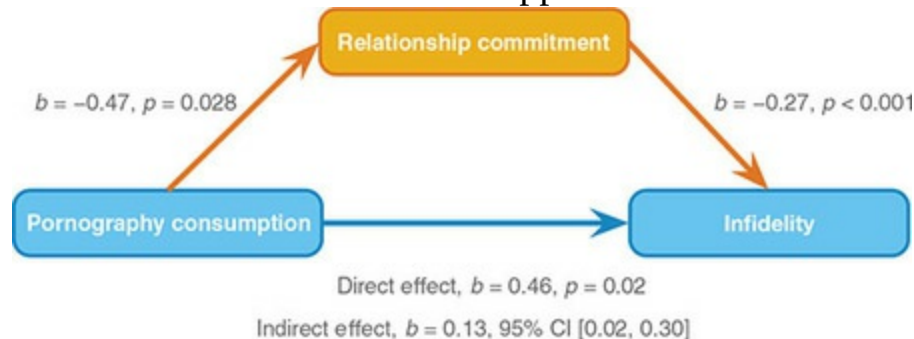 Relationship commitment
b = −0.47, p = 0.028
b = −0.27, p < 0.001
Pornography consumption
Infidelity
Direct effect, b = 0.46, p = 0.02
Indirect effect, b = 0.13, 95% CI [0.02, 0.30]